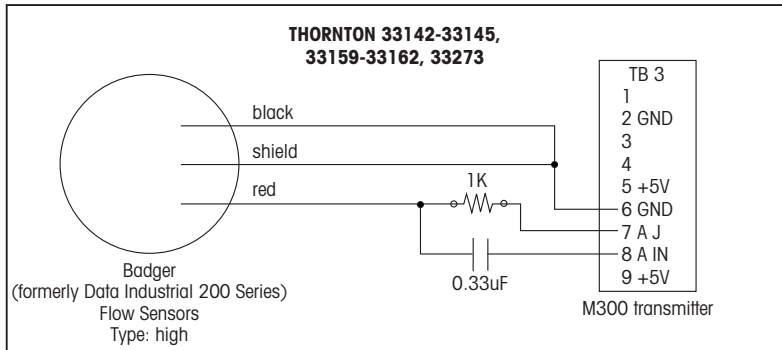 THORNTON 33142-33145,
33159-33162, 33273
black
shield
red
1K
0.33uF
TB 3
1
2 GND
3
4
5 +5V
6 GND
7 A J
8 A IN
9 +5V
M300 transmitter
Badger
(formerly Data Industrial 200 Series)
Flow Sensors
Type: high